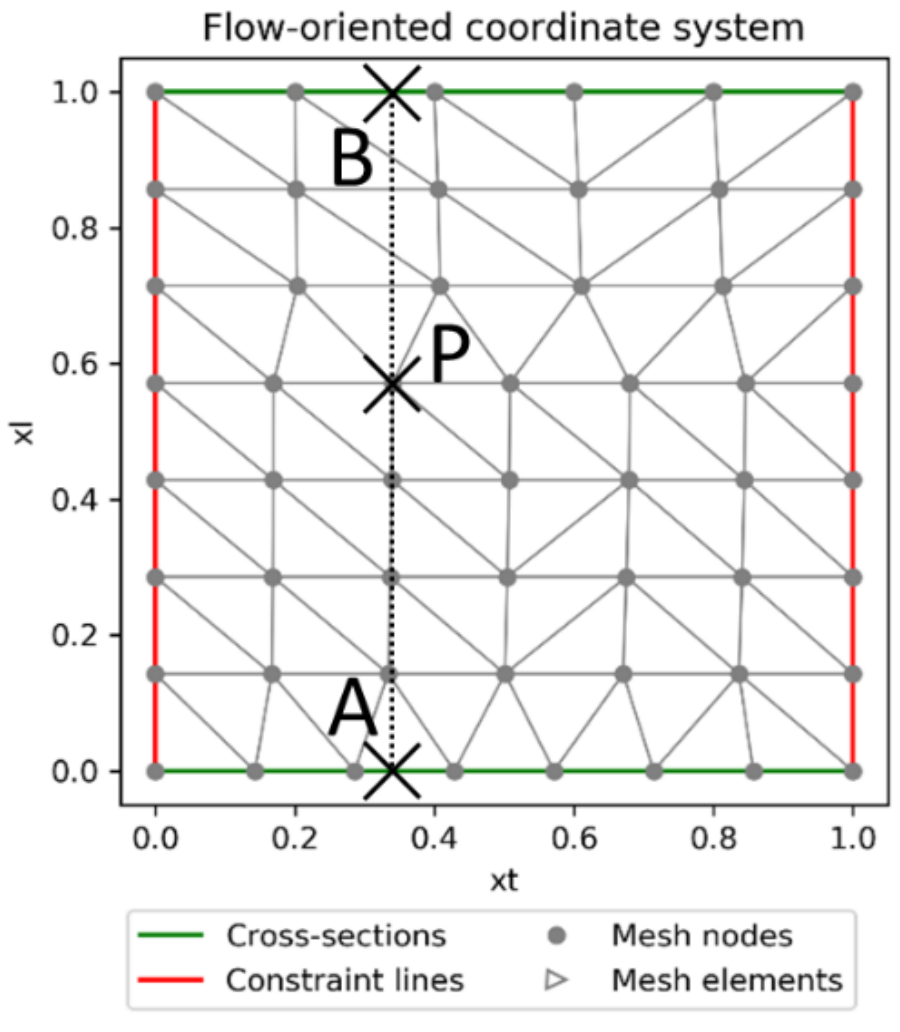 Flow-oriented coordinate system
1.0
B
0.8
P
0.6
xl
0.4
0.2
A
0.0
0.0 0.2 0.4 0.6 0.8 1.0
xt
Cross-sections Mesh nodes
Constraint lines Mesh elements